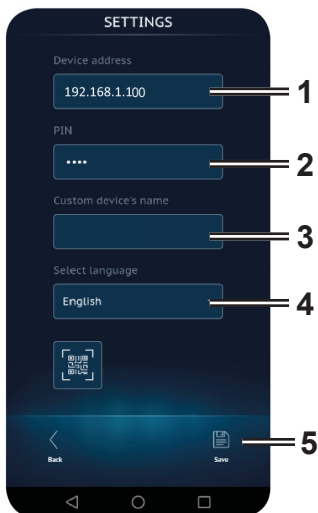 SETTINGS
Device address
192.168.1.100
1
PIN
••••
2
Custom device's name
3
Select language
English
4
Back
Save
5